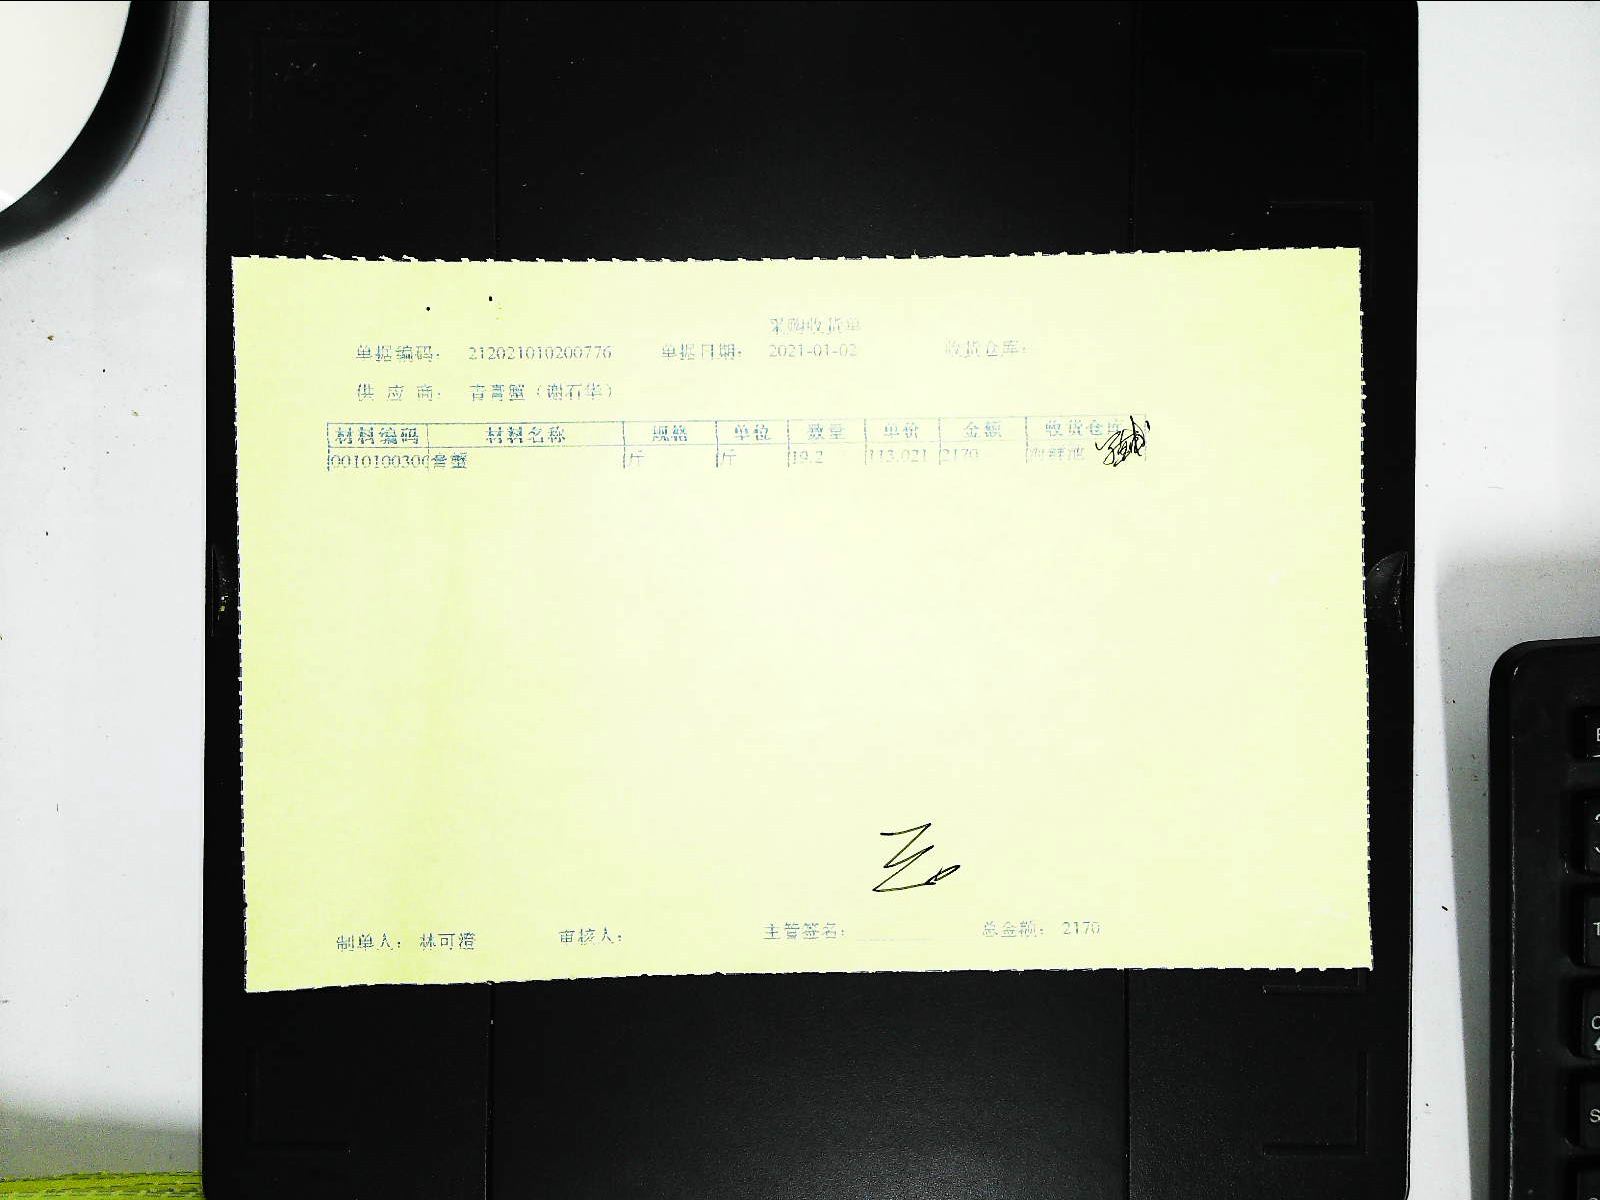 采购收货单
单据编码： 212021010200776 单据日期： 2021-01-02 收货仓库：
供 应 商： 青膏蟹（谢石华）
材料编码 材料名称 规格 单位 数量 单价 金额 收货仓库
0010100300 膏蟹 斤 斤 19.2 113.021 2170 海鲜池
制单人： 林可澄 审核人： 主管签名： 总金额： 2170